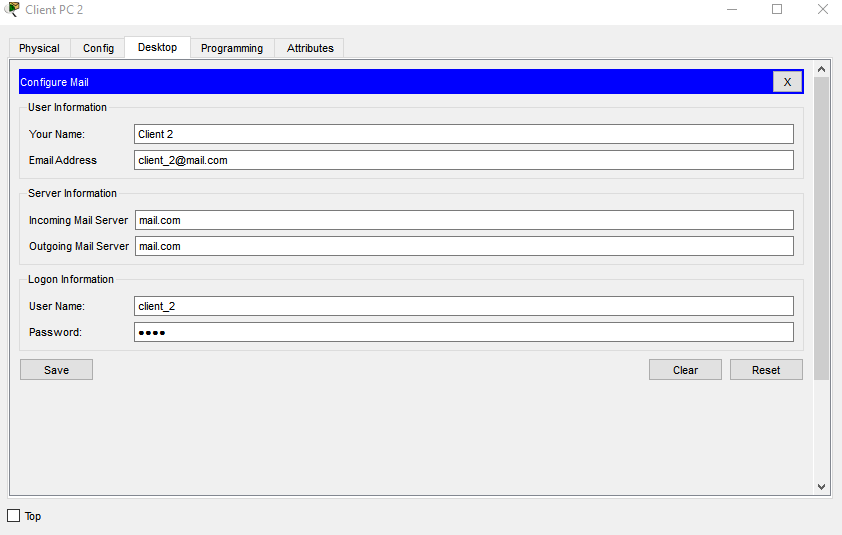 Client PC 2
Physical Config Desktop Programming Attributes
Configure Mail X
User Information
Your Name: Client 2
Email Address client_2@mail.com
Server Information
Incoming Mail Server mail.com
Outgoing Mail Server mail.com
Logon Information
User Name: client_2
Password: ●●●●
Save Clear Reset
Top